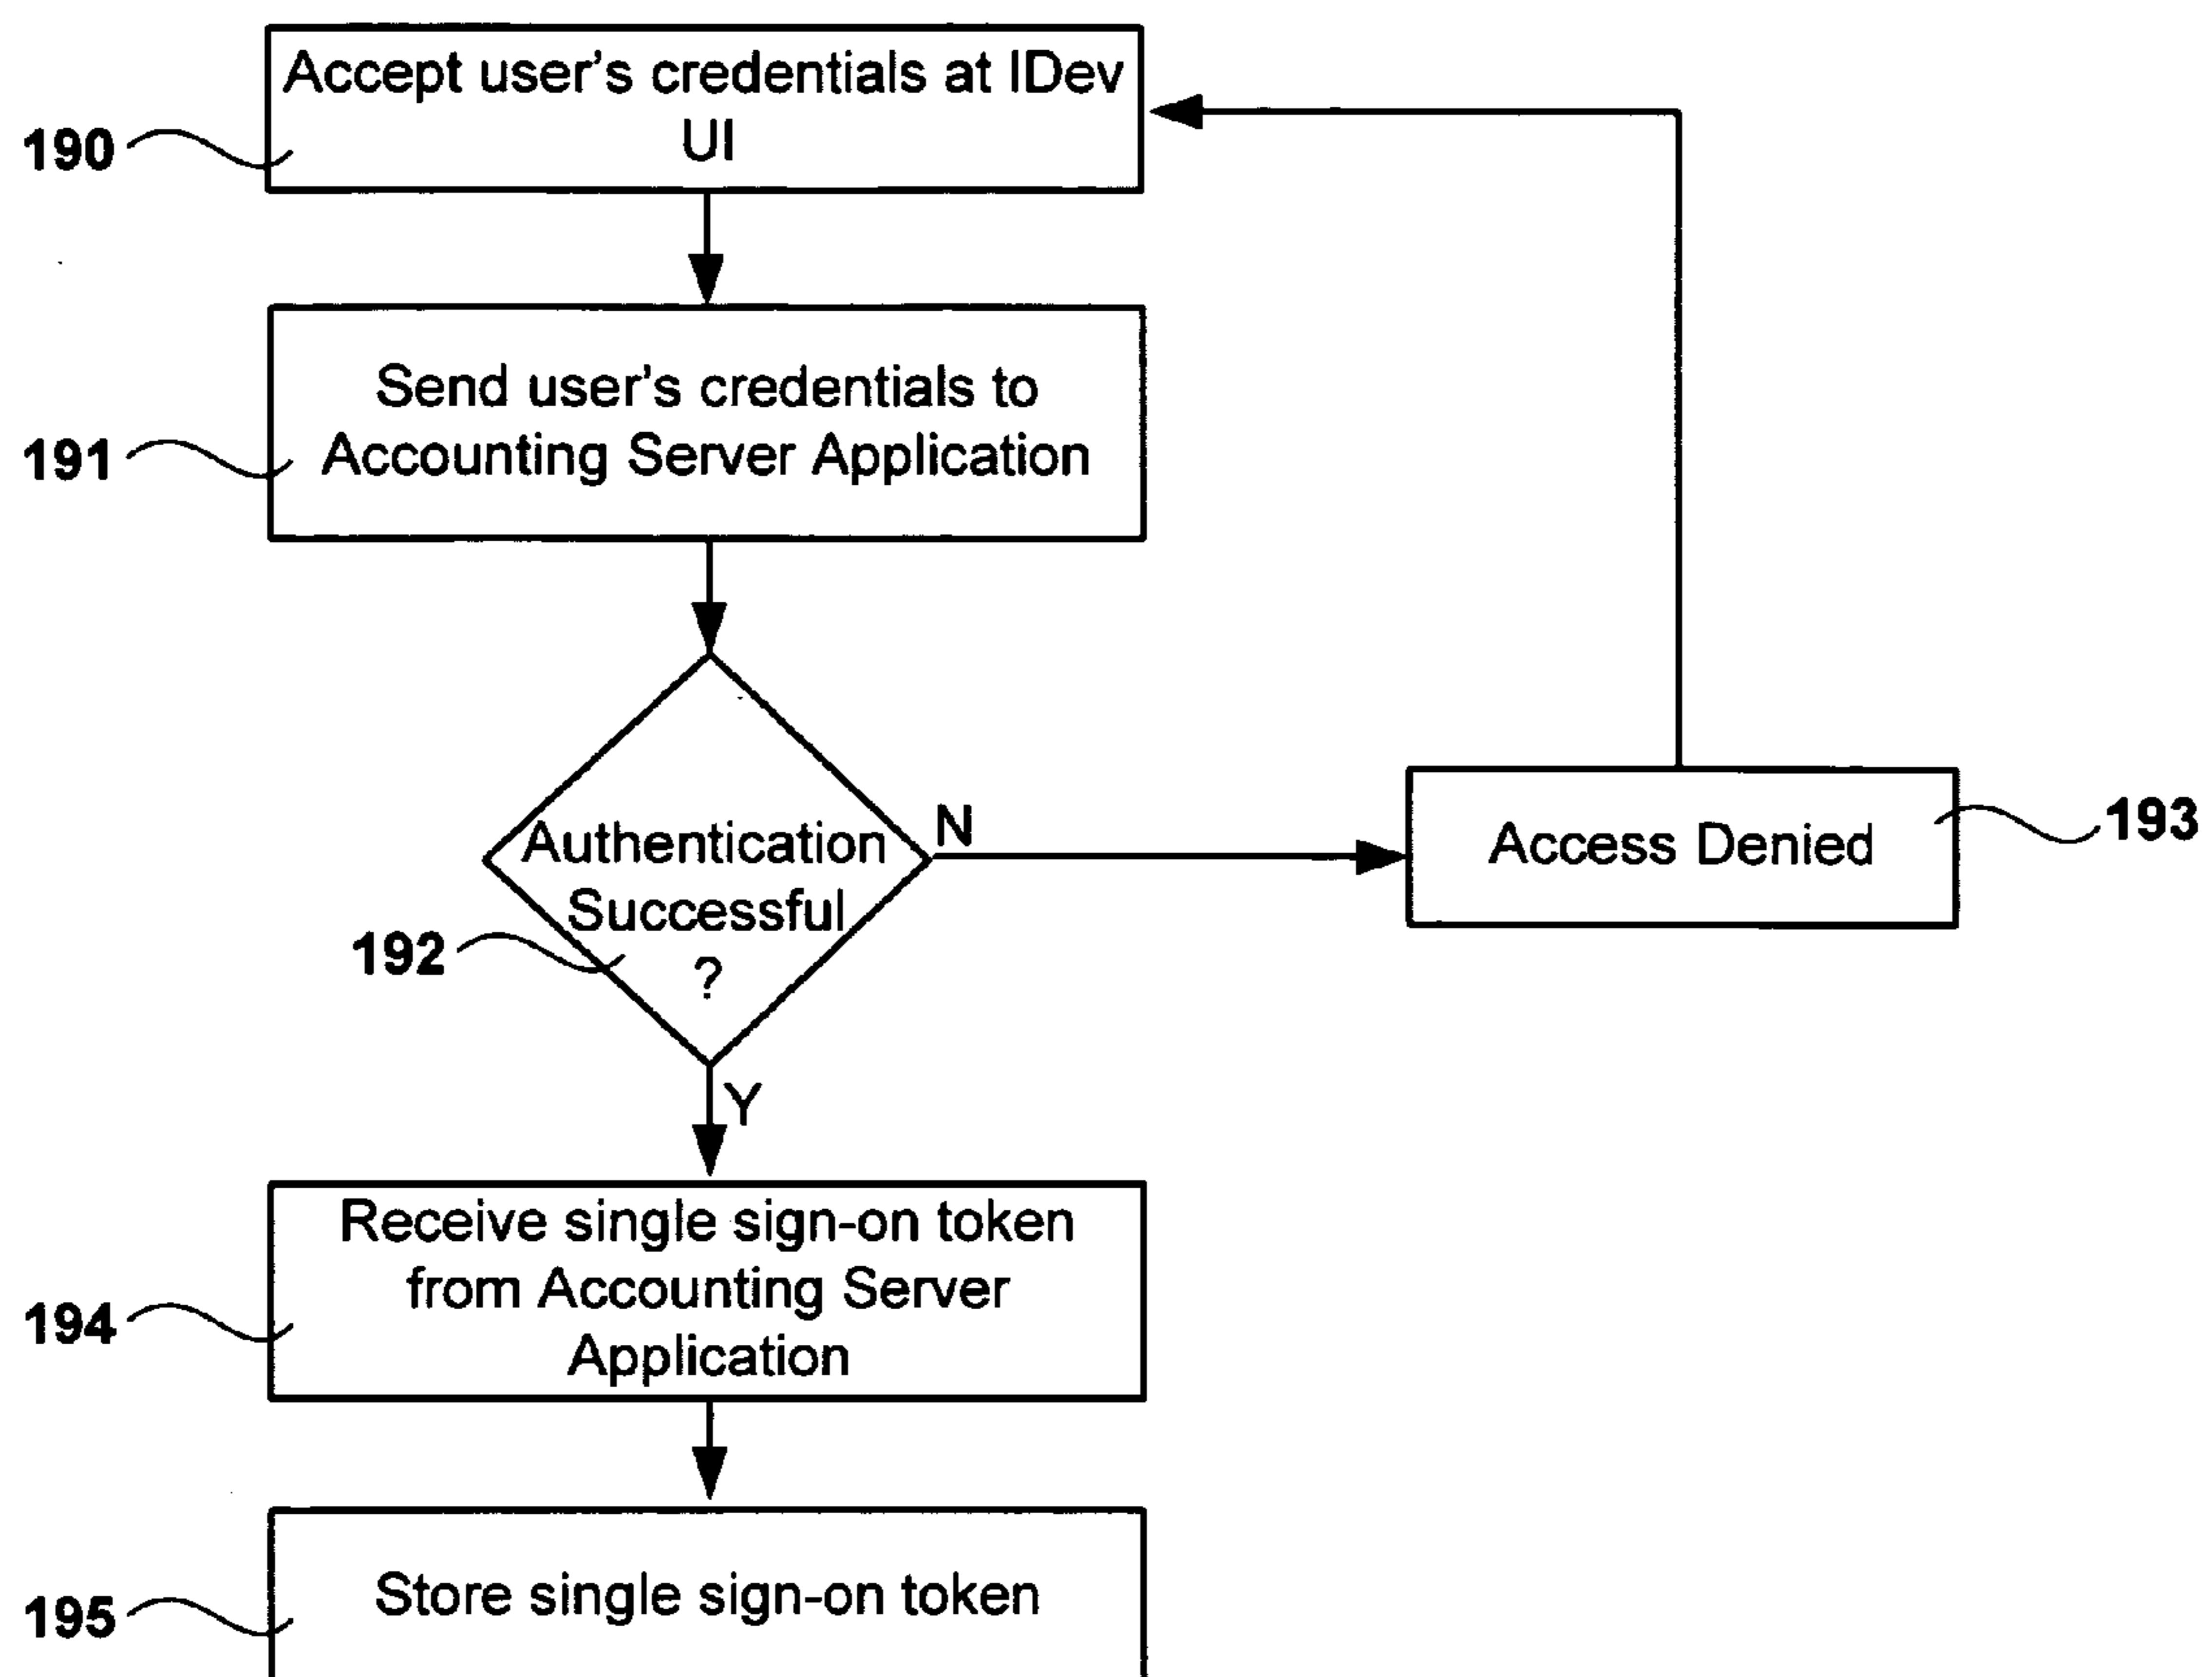 Accept user's credentials at IDev
UI
190
Send user's credentials to
Accounting Server Application
191
Authentication
Successful
?
192
N
Access Denied
193
Y
Receive single sign-on token
from Accounting Server
Application
194
Store single sign-on token
195